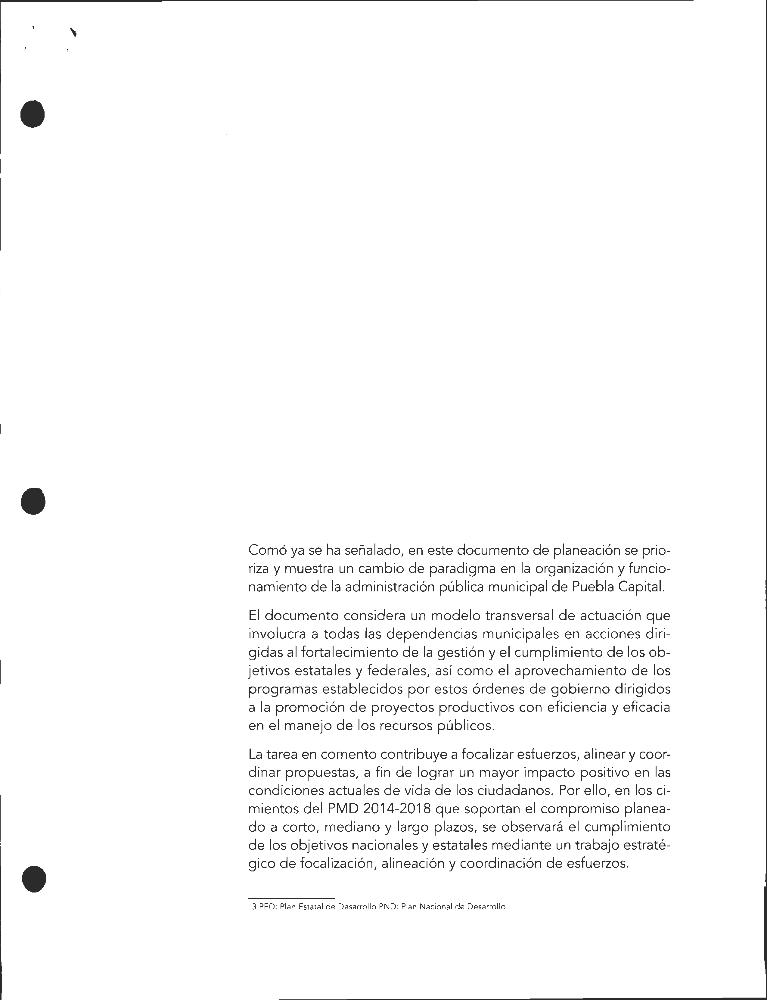 Como ya se ha señalado, en este documento de planeación se prio-
riza y muestra un cambio de paradigma en la organización y funcio-
namiento de la administración pública municipal de Puebla Capital.
El documento considera un modelo transversal de actuación que
involucra a todas las dependencias municipales en acciones diri-
gidas al fortalecimiento de la gestión y el cumplimiento de los ob-
jetivos estatales y federales, así como el aprovechamiento de los
programas establecidos por estos órdenes de gobierno dirigidos
a la promoción de proyectos productivos con eficiencia y eficacia
en el manejo de los recursos públicos.
La tarea en comento contribuye a focalizar esfuerzos, alinear y coor-
dinar propuestas, a fin de lograr un mayor impacto positivo en las
condiciones actuales de vida de los ciudadanos. Por ello, en los ci-
mientos del PMD 2014-2018 que soportan el compromiso planea-
do a corto, mediano y largo plazos, se observará el cumplimiento
de los objetivos nacionales y estatales mediante un trabajo estraté-
gico de focalización, alineación y coordinación de esfuerzos.
3 PED: Plan Estatal de Desarrollo PND: Plan Nacional de Desarrollo.